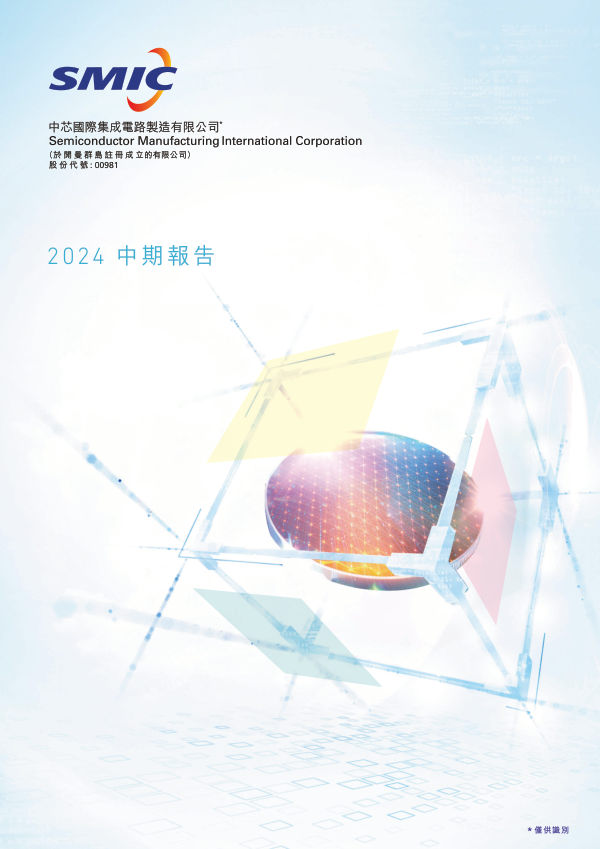 SMIC
中芯國際集成電路製造有限公司*
Semiconductor Manufacturing International Corporation
（於開曼群島註冊成立的有限公司）
股份代號：00981
2024 中期報告
* 僅供識別